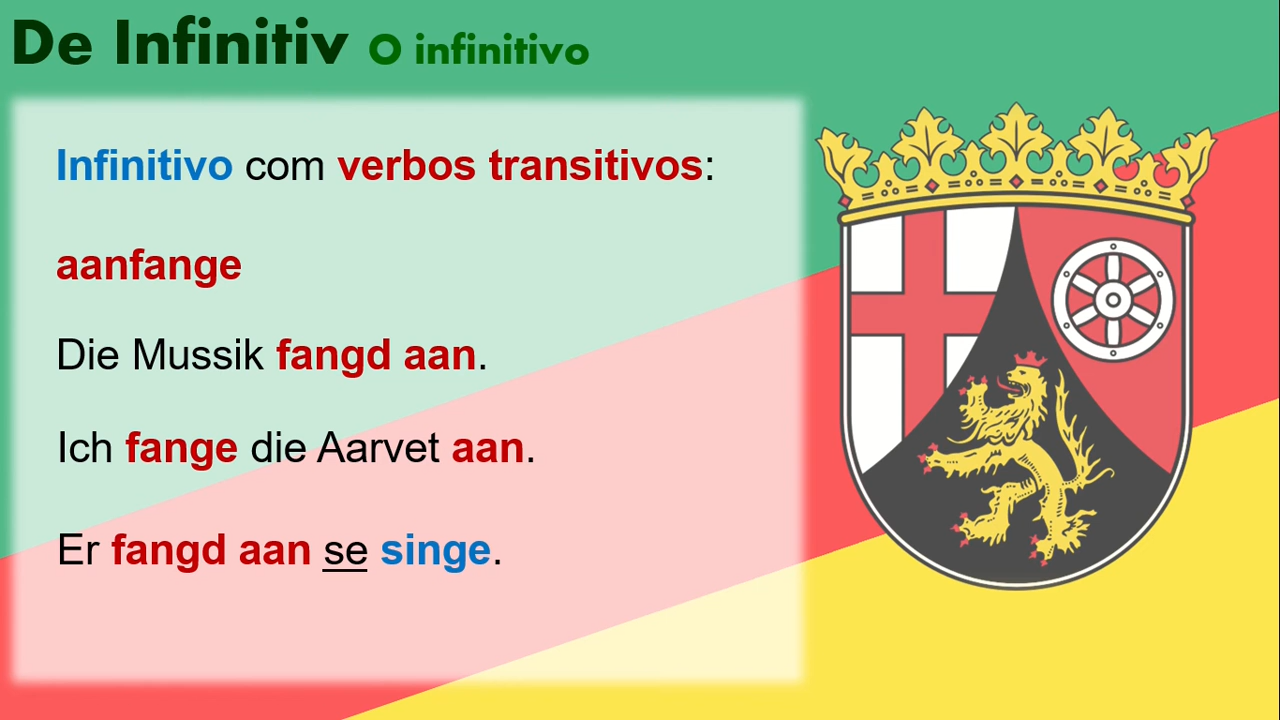 De Infinitiv O infinitivo
Infinitivo com verbos transitivos:
aanfange
Die Mussik fangd aan.
Ich fange die Aarvet aan.
Er fangd aan se singe.